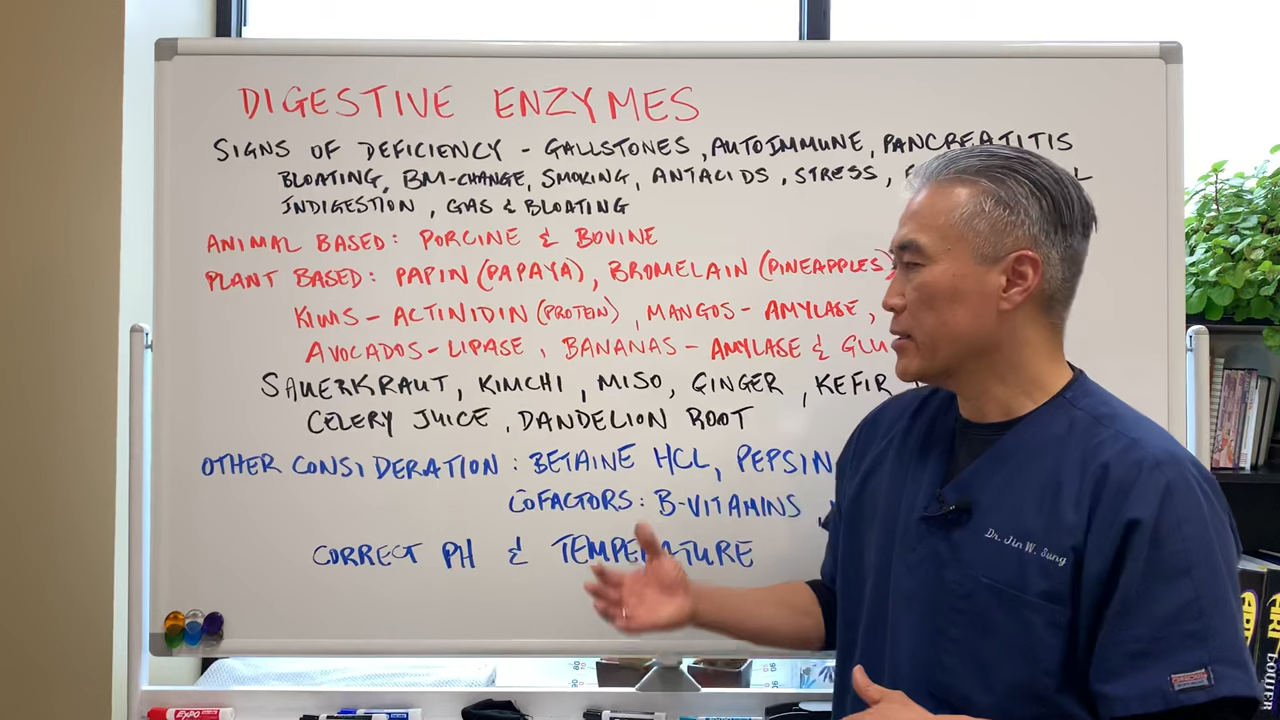 DIGESTIVE ENZYMES
SIGNS OF DEFICIENCY - GALLSTONES, AUTOIMMUNE, PANCREATITIS
BLOATING, BM-CHANGE, SMOKING, ANTACIDS, STRESS,
INDIGESTION, GAS & BLOATING
ANIMAL BASED: PORCINE & BOVINE
PLANT BASED: PAPIN (PAPAYA), BROMELAIN (PINEAPPLES)
KIWIS - ACTINIDIN (PROTEIN), MANGOS - AMYLASE,
AVOCADOS - LIPASE, BANANAS - AMYLASE & GLU
SAUERKRAUT, KIMCHI, MISO, GINGER, KEFIR
CELERY JUICE, DANDELION ROOT
OTHER CONSIDERATION: BETAINE HCL, PEPSIN
COFACTORS: B-VITAMINS,
CORRECT PH & TEMPERATURE
Dr. Jin W. Sung
EXPO